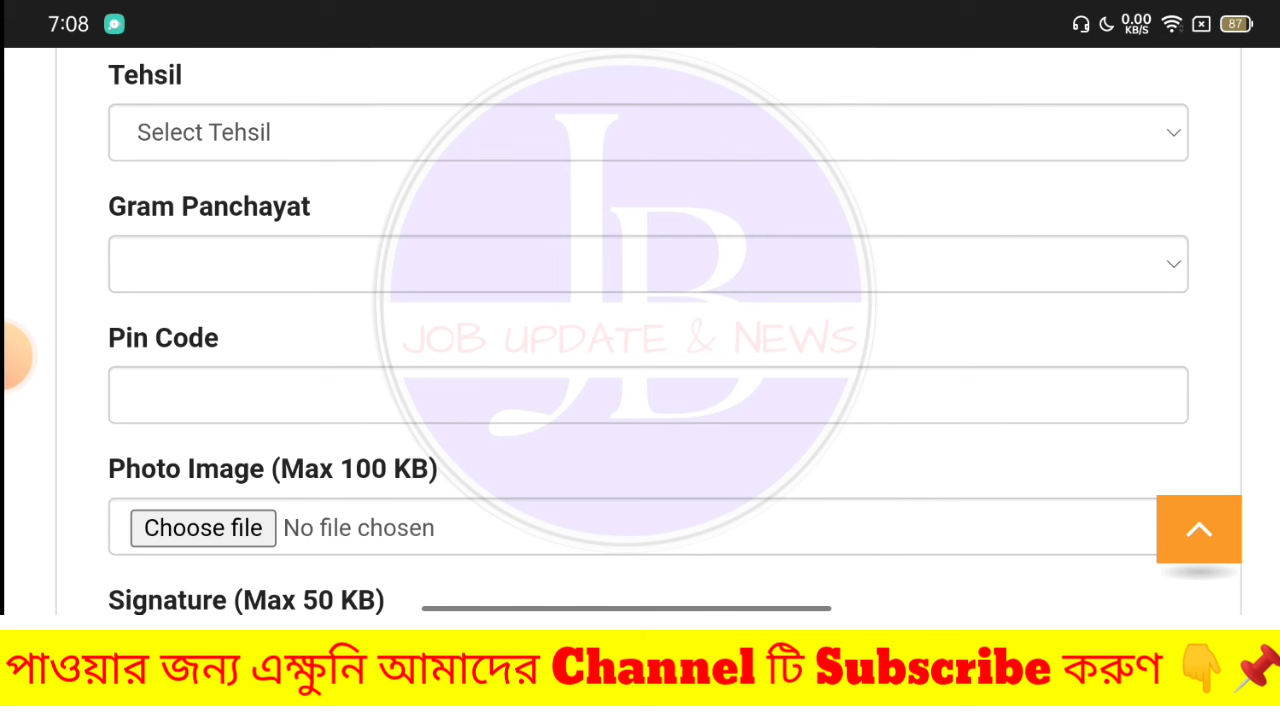 7:08
0.00
KB/S
87
Tehsil
Select Tehsil
Gram Panchayat
JB
JOB UPDATE & NEWS
Pin Code
Photo Image (Max 100 KB)
Choose file No file chosen
Signature (Max 50 KB)
পাওয়ার জন্য এক্ষুনি আমাদের Channel টি Subscribe করুণ 👇📌